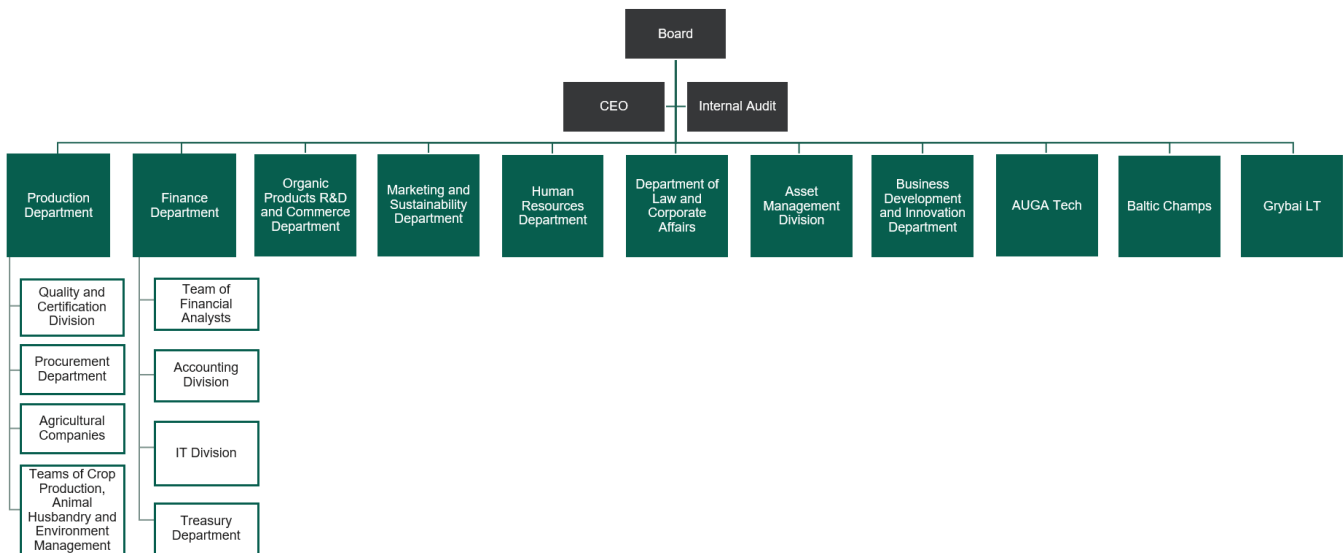 Board
CEO
Internal Audit
Production
Department
Finance
Department
Organic
Products R&D
and Commerce
Department
Marketing and
Sustainability
Department
Human
Resources
Department
Department of
Law and
Corporate
Affairs
Asset
Management
Division
Business
Development
and Innovation
Department
AUGA Tech
Baltic Champs
Grybai LT
Quality and
Certification
Division
Procurement
Department
Agricultural
Companies
Teams of Crop
Production,
Animal
Husbandry and
Environment
Management
Team of
Financial
Analysts
Accounting
Division
IT Division
Treasury
Department